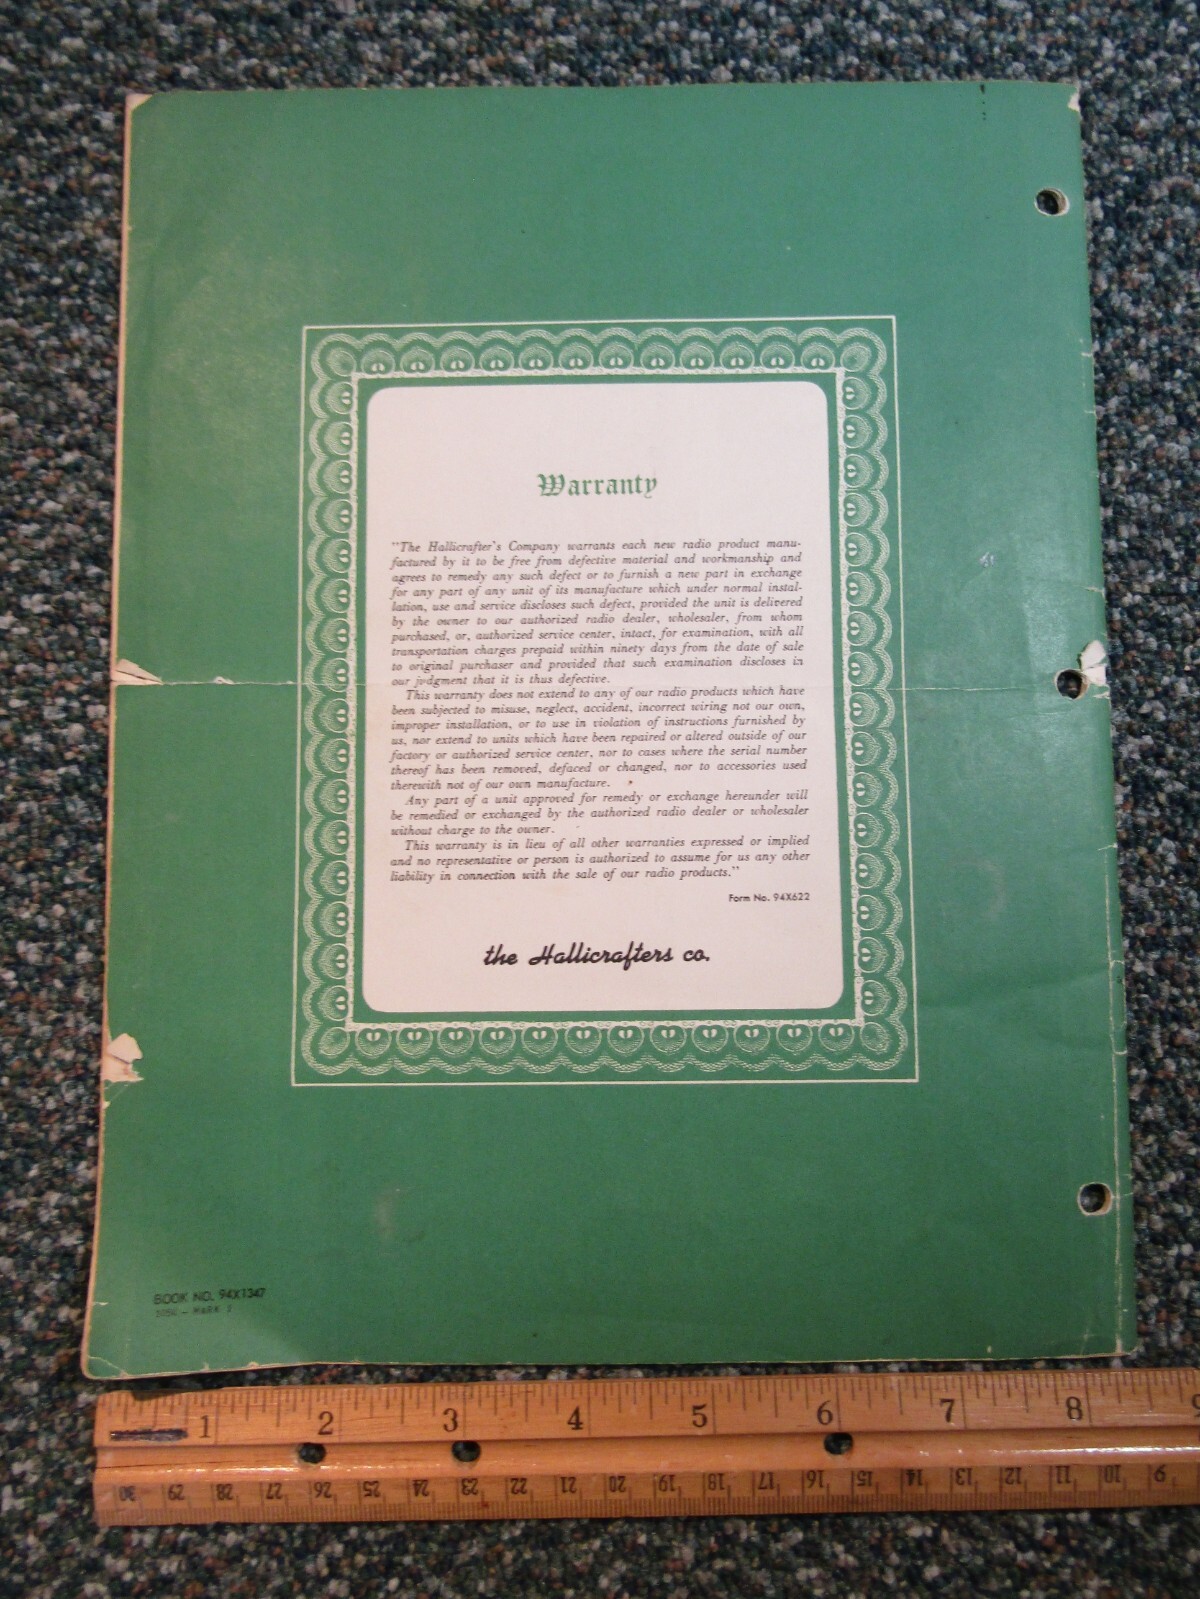 Warranty
"The Hallicrafter's Company warrants each new radio product manu-
factured by it to be free from defective material and workmanship and
agrees to remedy any such defect or to furnish a new part in exchange
for any part of any unit of its manufacture which under normal instal-
lation, use and service discloses such defect, provided the unit is delivered
by the owner to our authorized radio dealer, wholesaler, from whom
purchased, or, authorized service center, intact, for examination, with all
transportation charges prepaid within ninety days from the date of sale
to original purchaser and provided that such examination discloses in
our judgment that it is thus defective.
This warranty does not extend to any of our radio products which have
been subjected to misuse, neglect, accident, incorrect wiring not our own,
improper installation, or to use in violation of instructions furnished by
us, nor extend to units which have been repaired or altered outside of our
factory or authorized service center, nor to cases where the serial number
thereof has been removed, defaced or changed, nor to accessories used
therewith not of our own manufacture.
Any part of a unit approved for remedy or exchange hereunder will
be remedied or exchanged by the authorized radio dealer or wholesaler
without charge to the owner.
This warranty is in lieu of all other warranties expressed or implied
and no representative or person is authorized to assume for us any other
liability in connection with the sale of our radio products."
Form No. 94X622
the Hallicrafters co.
BOOK NO. 94X1347
MARK
1 2 3 4 5 6 7 8 9
30 29 28 27 26 25 24 23 22 21 20 19 18 17 16 15 14 13 12 11 10 9